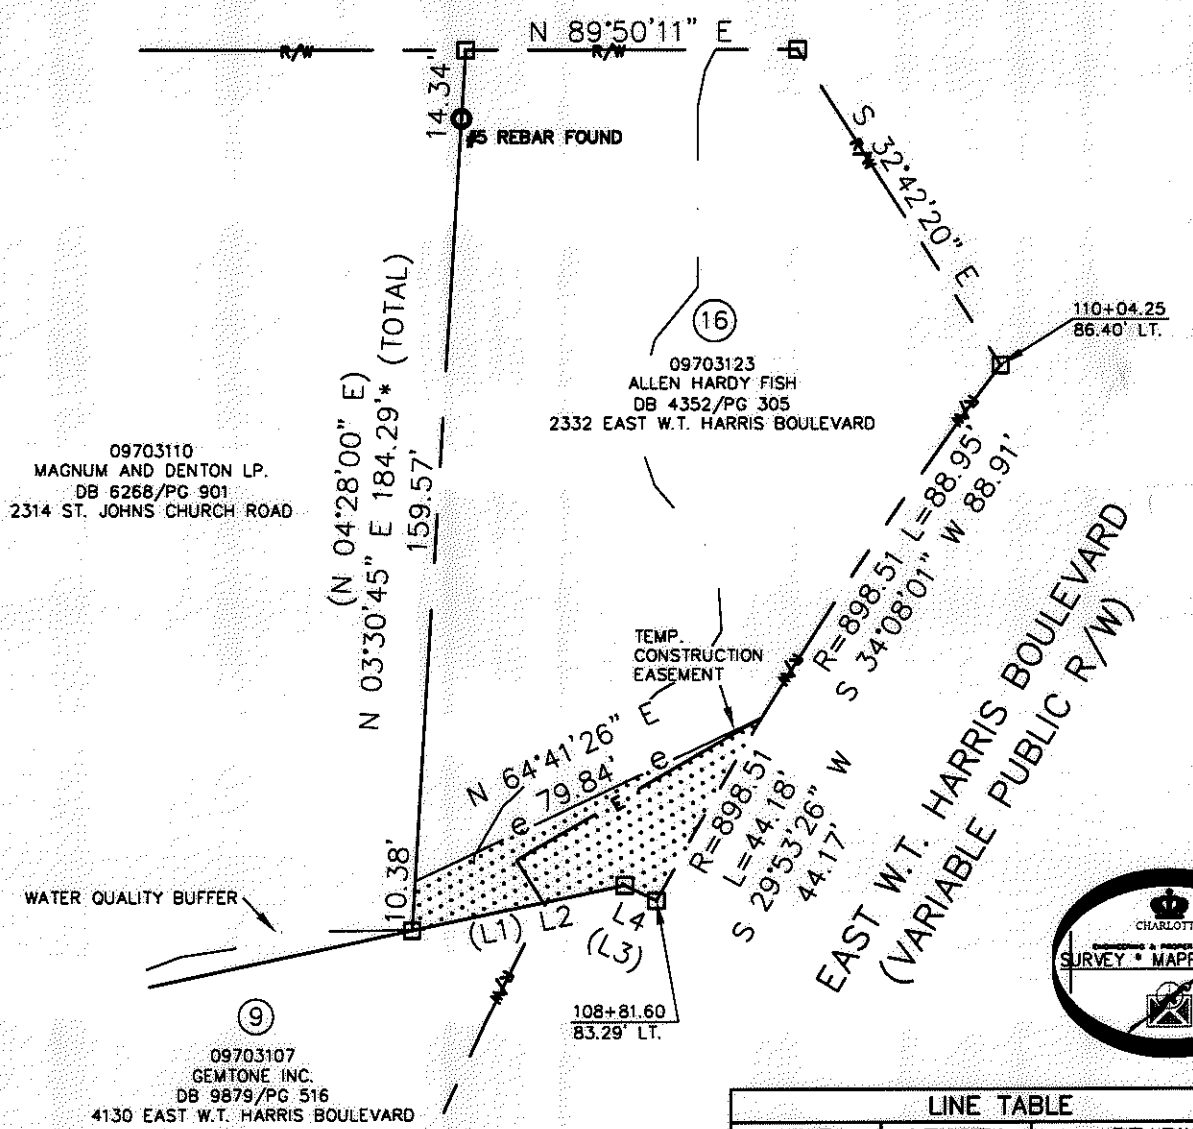 N 89°50'11" E
R/W
R/W
14.34'
#5 REBAR FOUND
S 32°42'20" E
R/W
110+04.25
86.40' LT.
16
09703123
ALLEN HARDY FISH
DB 4352/PG 305
2332 EAST W.T. HARRIS BOULEVARD
(N 04°28'00" E)
N 03°30'45" E 184.29'* (TOTAL)
159.57'
09703110
MAGNUM AND DENTON LP.
DB 6268/PG 901
2314 ST. JOHNS CHURCH ROAD
R/W
R=898.51 L=88.95'
S 34°08'01" W 88.91'
R/W
TEMP.
CONSTRUCTION
EASEMENT
N 64°41'26" E
79.84'
e
e
E
R=898.51
L=44.18'
S 29°53'26" W
44.17'
EAST W.T. HARRIS BOULEVARD
(VARIABLE PUBLIC R/W)
10.38'
WATER QUALITY BUFFER
(L1) L2
L4
(L3)
R/W
108+81.60
83.29' LT.
9
09703107
GEMTONE INC.
DB 9879/PG 516
4130 EAST W.T. HARRIS BOULEVARD
CHARLOTT
ENGINEERING & PROPER
SURVEY * MAPP
LINE TABLE